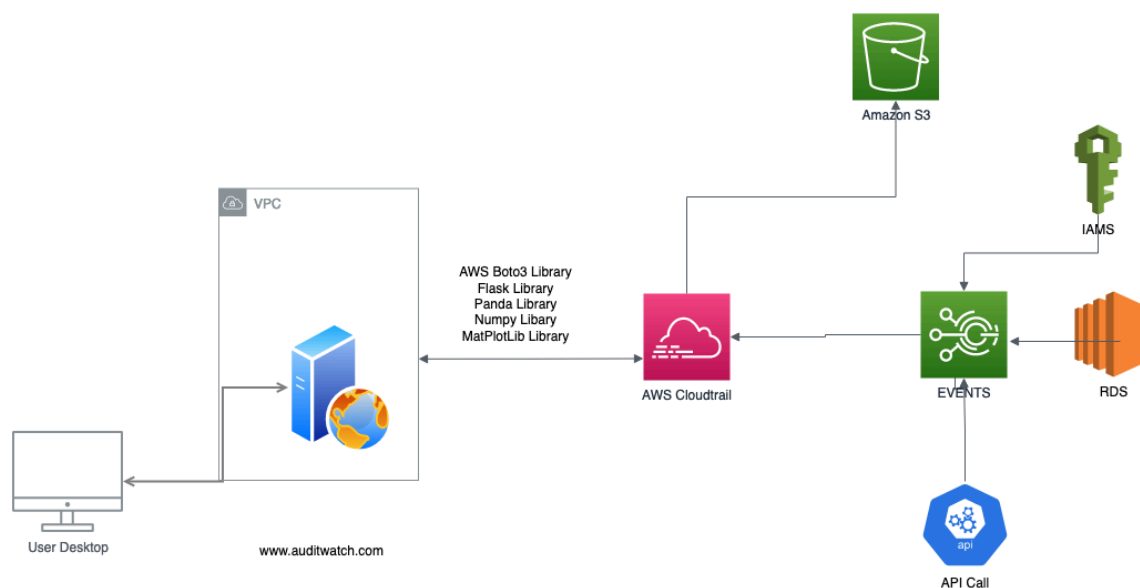 Amazon S3
IAMS
VPC
AWS Boto3 Library
Flask Library
Panda Library
Numpy Libary
MatPlotLib Library
AWS Cloudtrail
EVENTS
RDS
User Desktop
www.auditwatch.com
api
API Call